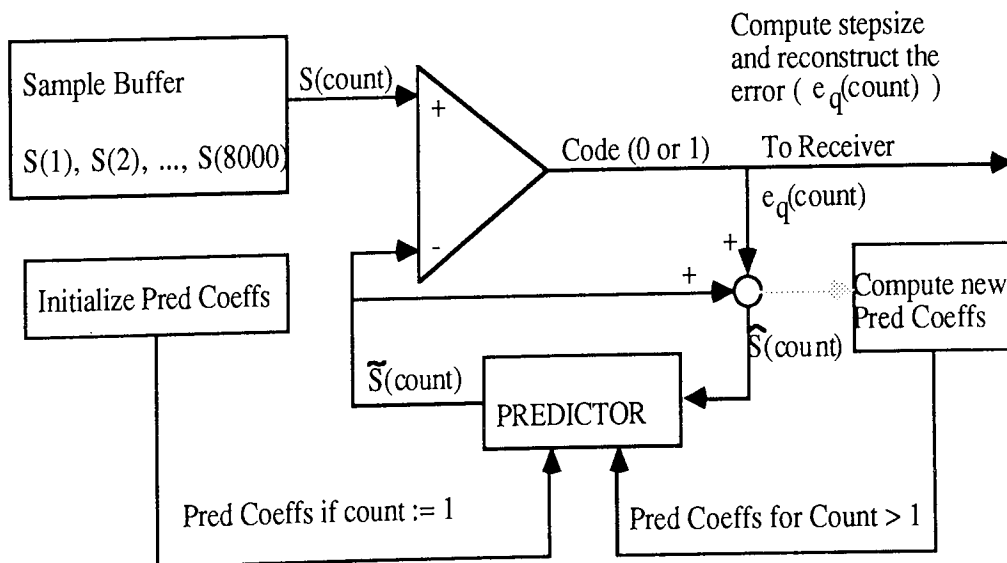 Compute stepsize
and reconstruct the
error ( e_q(count) )
Sample Buffer
S(1), S(2), ..., S(8000)
S(count)
+
-
Code (0 or 1)
To Receiver
e_q(count)
+
+
Initialize Pred Coeffs
Compute new
Pred Coeffs
Ŝ(count)
S̃(count)
PREDICTOR
Pred Coeffs if count := 1
Pred Coeffs for Count > 1